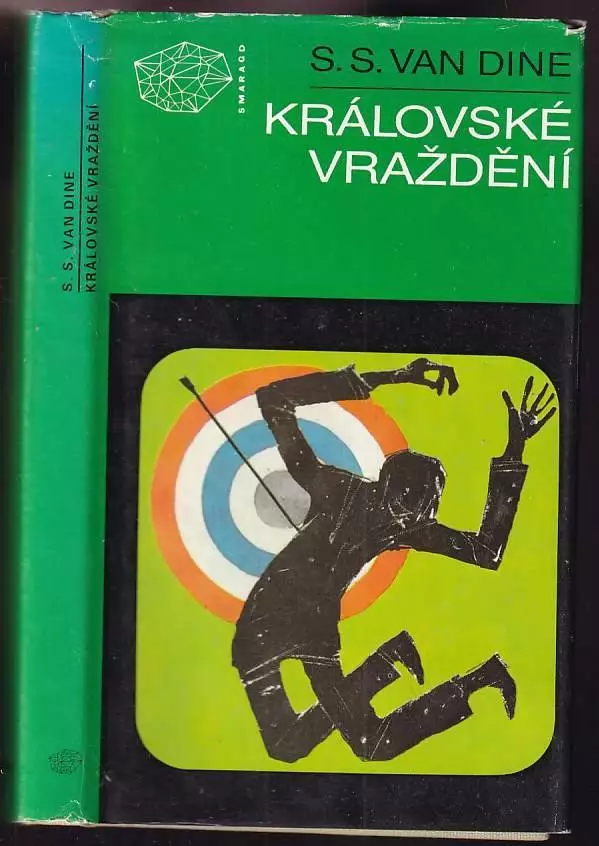 S. S. VAN DINE
KRÁLOVSKÉ VRAŽDĚNÍ
SMARAGD
S. S. VAN DINE
KRÁLOVSKÉ
VRAŽDĚNÍ